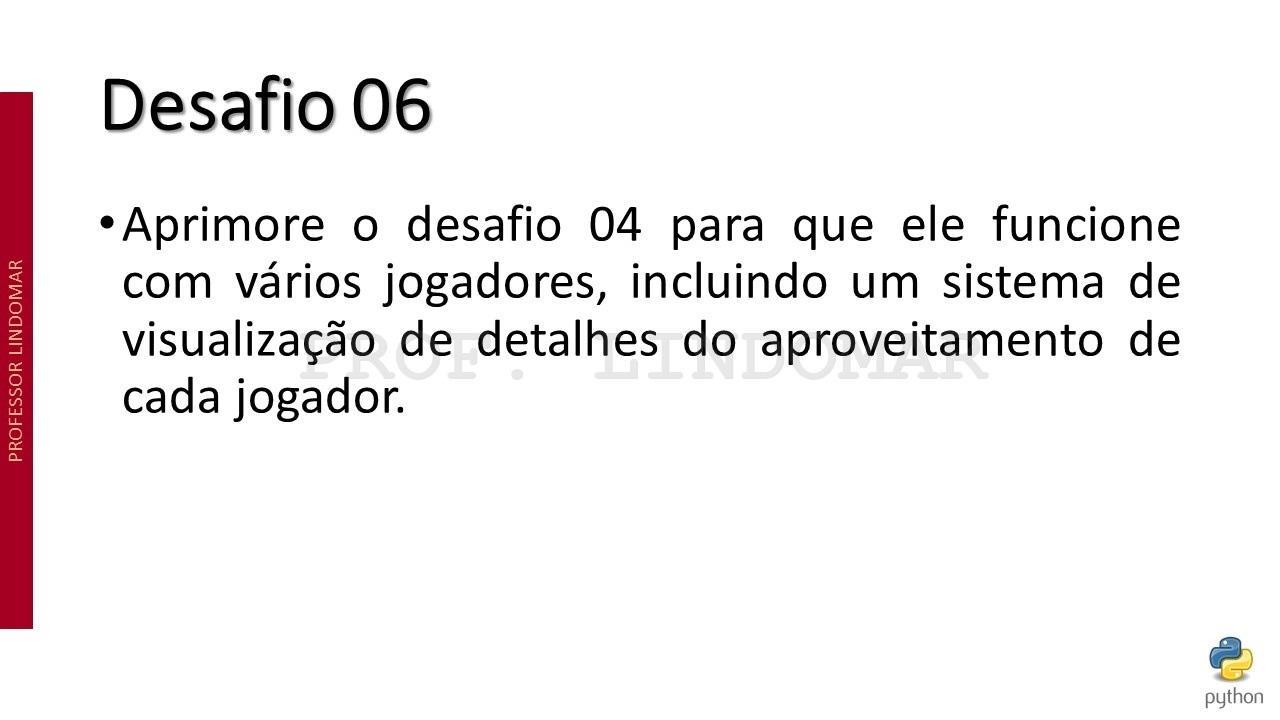 Desafio 06
•Aprimore o desafio 04 para que ele funcione
com vários jogadores, incluindo um sistema de
visualização de detalhes do aproveitamento de
cada jogador.
PROF. LINDOMAR
PROFESSOR LINDOMAR
python